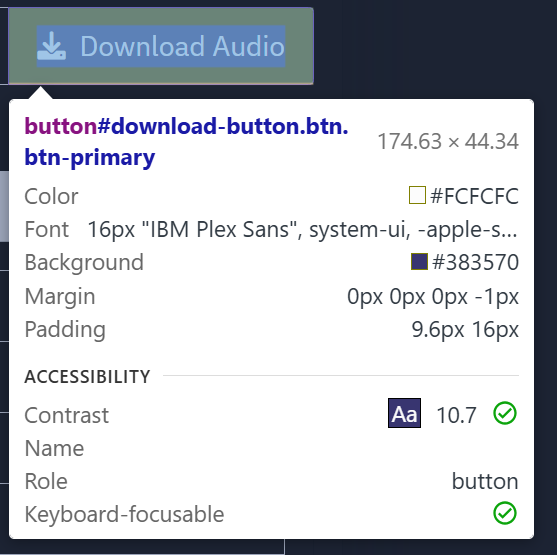 Download Audio
button#download-button.btn. 174.63 × 44.34
btn-primary
Color #FCFCFC
Font 16px "IBM Plex Sans", system-ui, -apple-s...
Background #383570
Margin 0px 0px 0px -1px
Padding 9.6px 16px
ACCESSIBILITY
Contrast Aa 10.7
Name
Role button
Keyboard-focusable